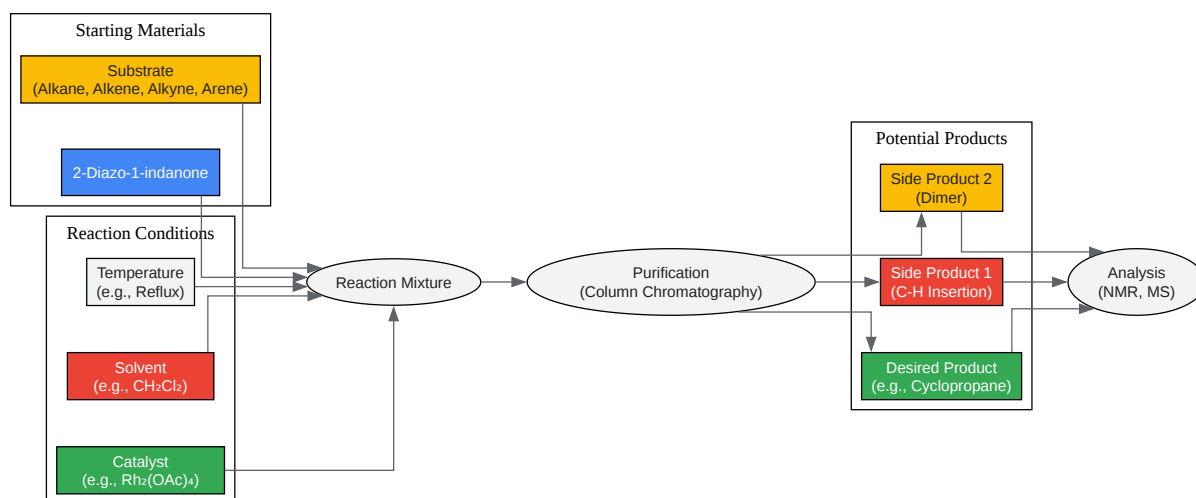 Starting Materials
Substrate
(Alkane, Alkene, Alkyne, Arene)
2-Diazo-1-indanone
Reaction Conditions
Temperature
(e.g., Reflux)
Solvent
(e.g., CH₂Cl₂)
Catalyst
(e.g., Rh₂(OAc)₄)
Reaction Mixture
Purification
(Column Chromatography)
Potential Products
Side Product 2
(Dimer)
Side Product 1
(C-H Insertion)
Desired Product
(e.g., Cyclopropane)
Analysis
(NMR, MS)